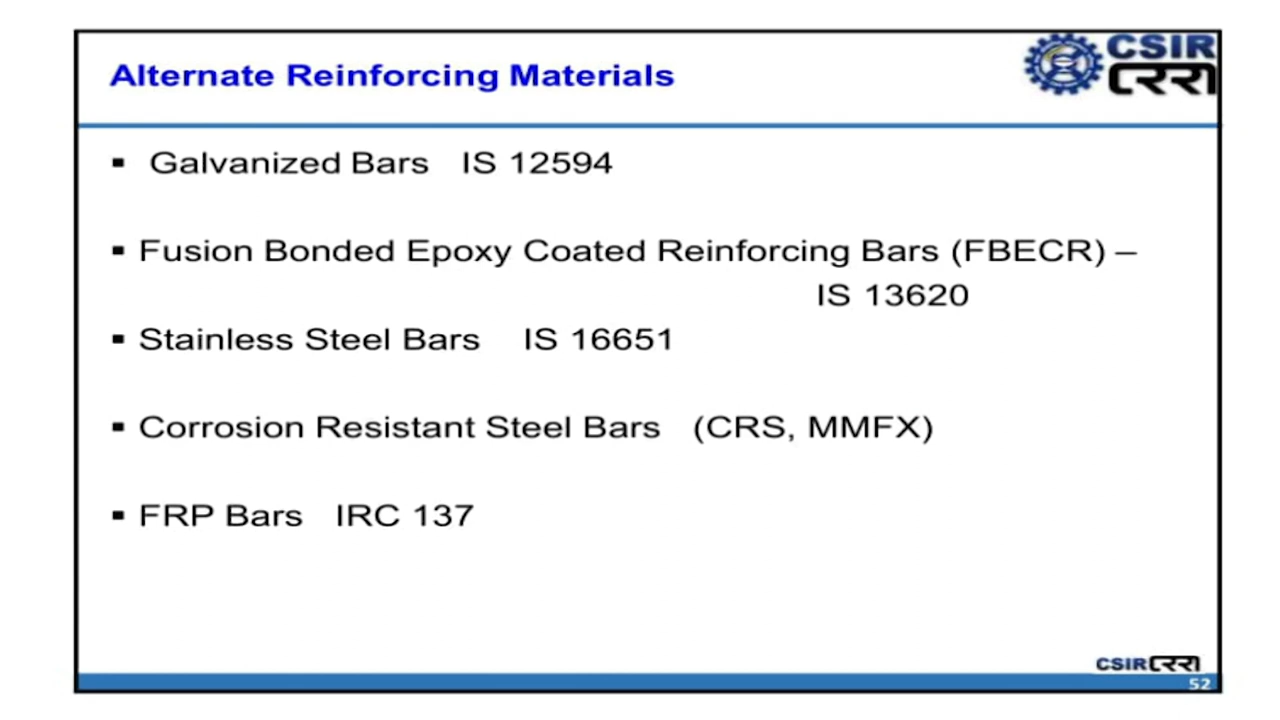 Alternate Reinforcing Materials
CSIR
▪ Galvanized Bars IS 12594
▪ Fusion Bonded Epoxy Coated Reinforcing Bars (FBECR) –
IS 13620
▪ Stainless Steel Bars IS 16651
▪ Corrosion Resistant Steel Bars (CRS, MMFX)
▪ FRP Bars IRC 137
CSIR
52